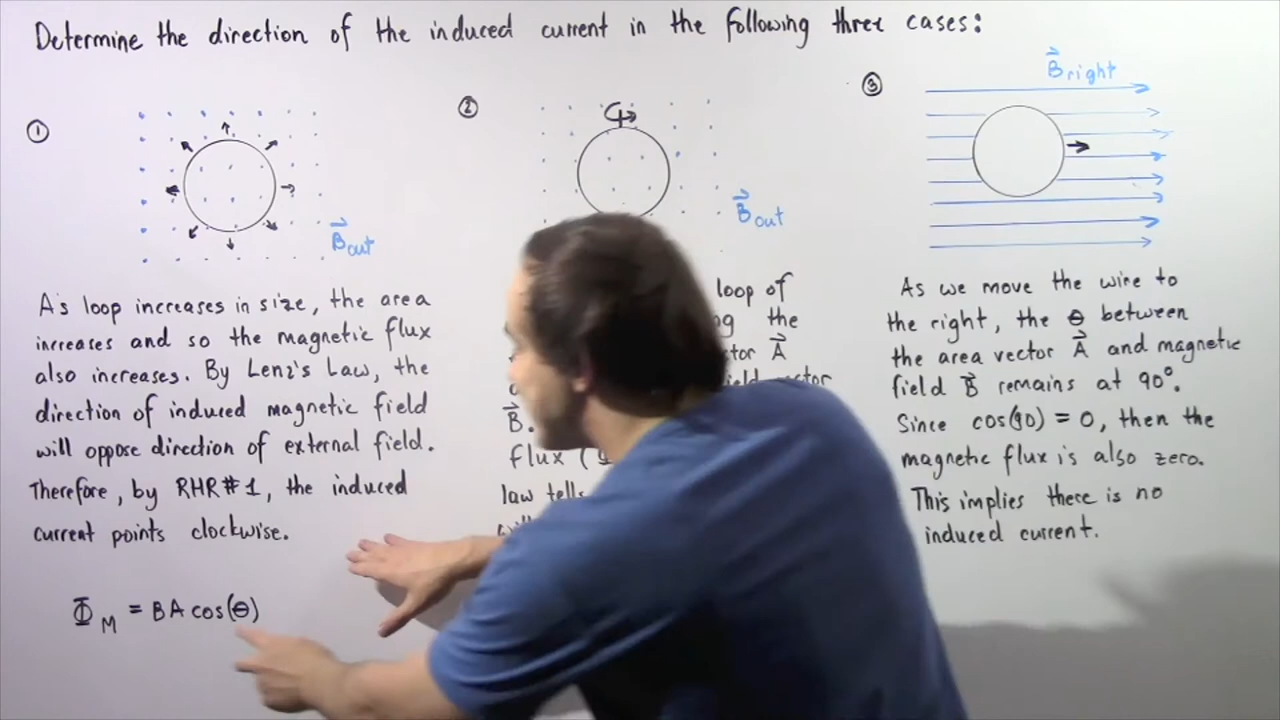 Determine the direction of the induced current in the following three cases:
①
B⃗out
A's loop increases in size, the area
increases and so the magnetic flux
also increases. By Lenz's Law, the
direction of induced magnetic field
will oppose direction of external field.
Therefore, by RHR#1, the induced
current points clockwise.
Φ_M = BA cos(θ)
②
B⃗out
loop of
the
A⃗
B⃗.
flux (
law tells
③
B⃗right
As we move the wire to
the right, the θ between
the area vector A⃗ and magnetic
field B⃗ remains at 90°.
Since cos(90) = 0, then the
magnetic flux is also zero.
This implies there is no
induced current.